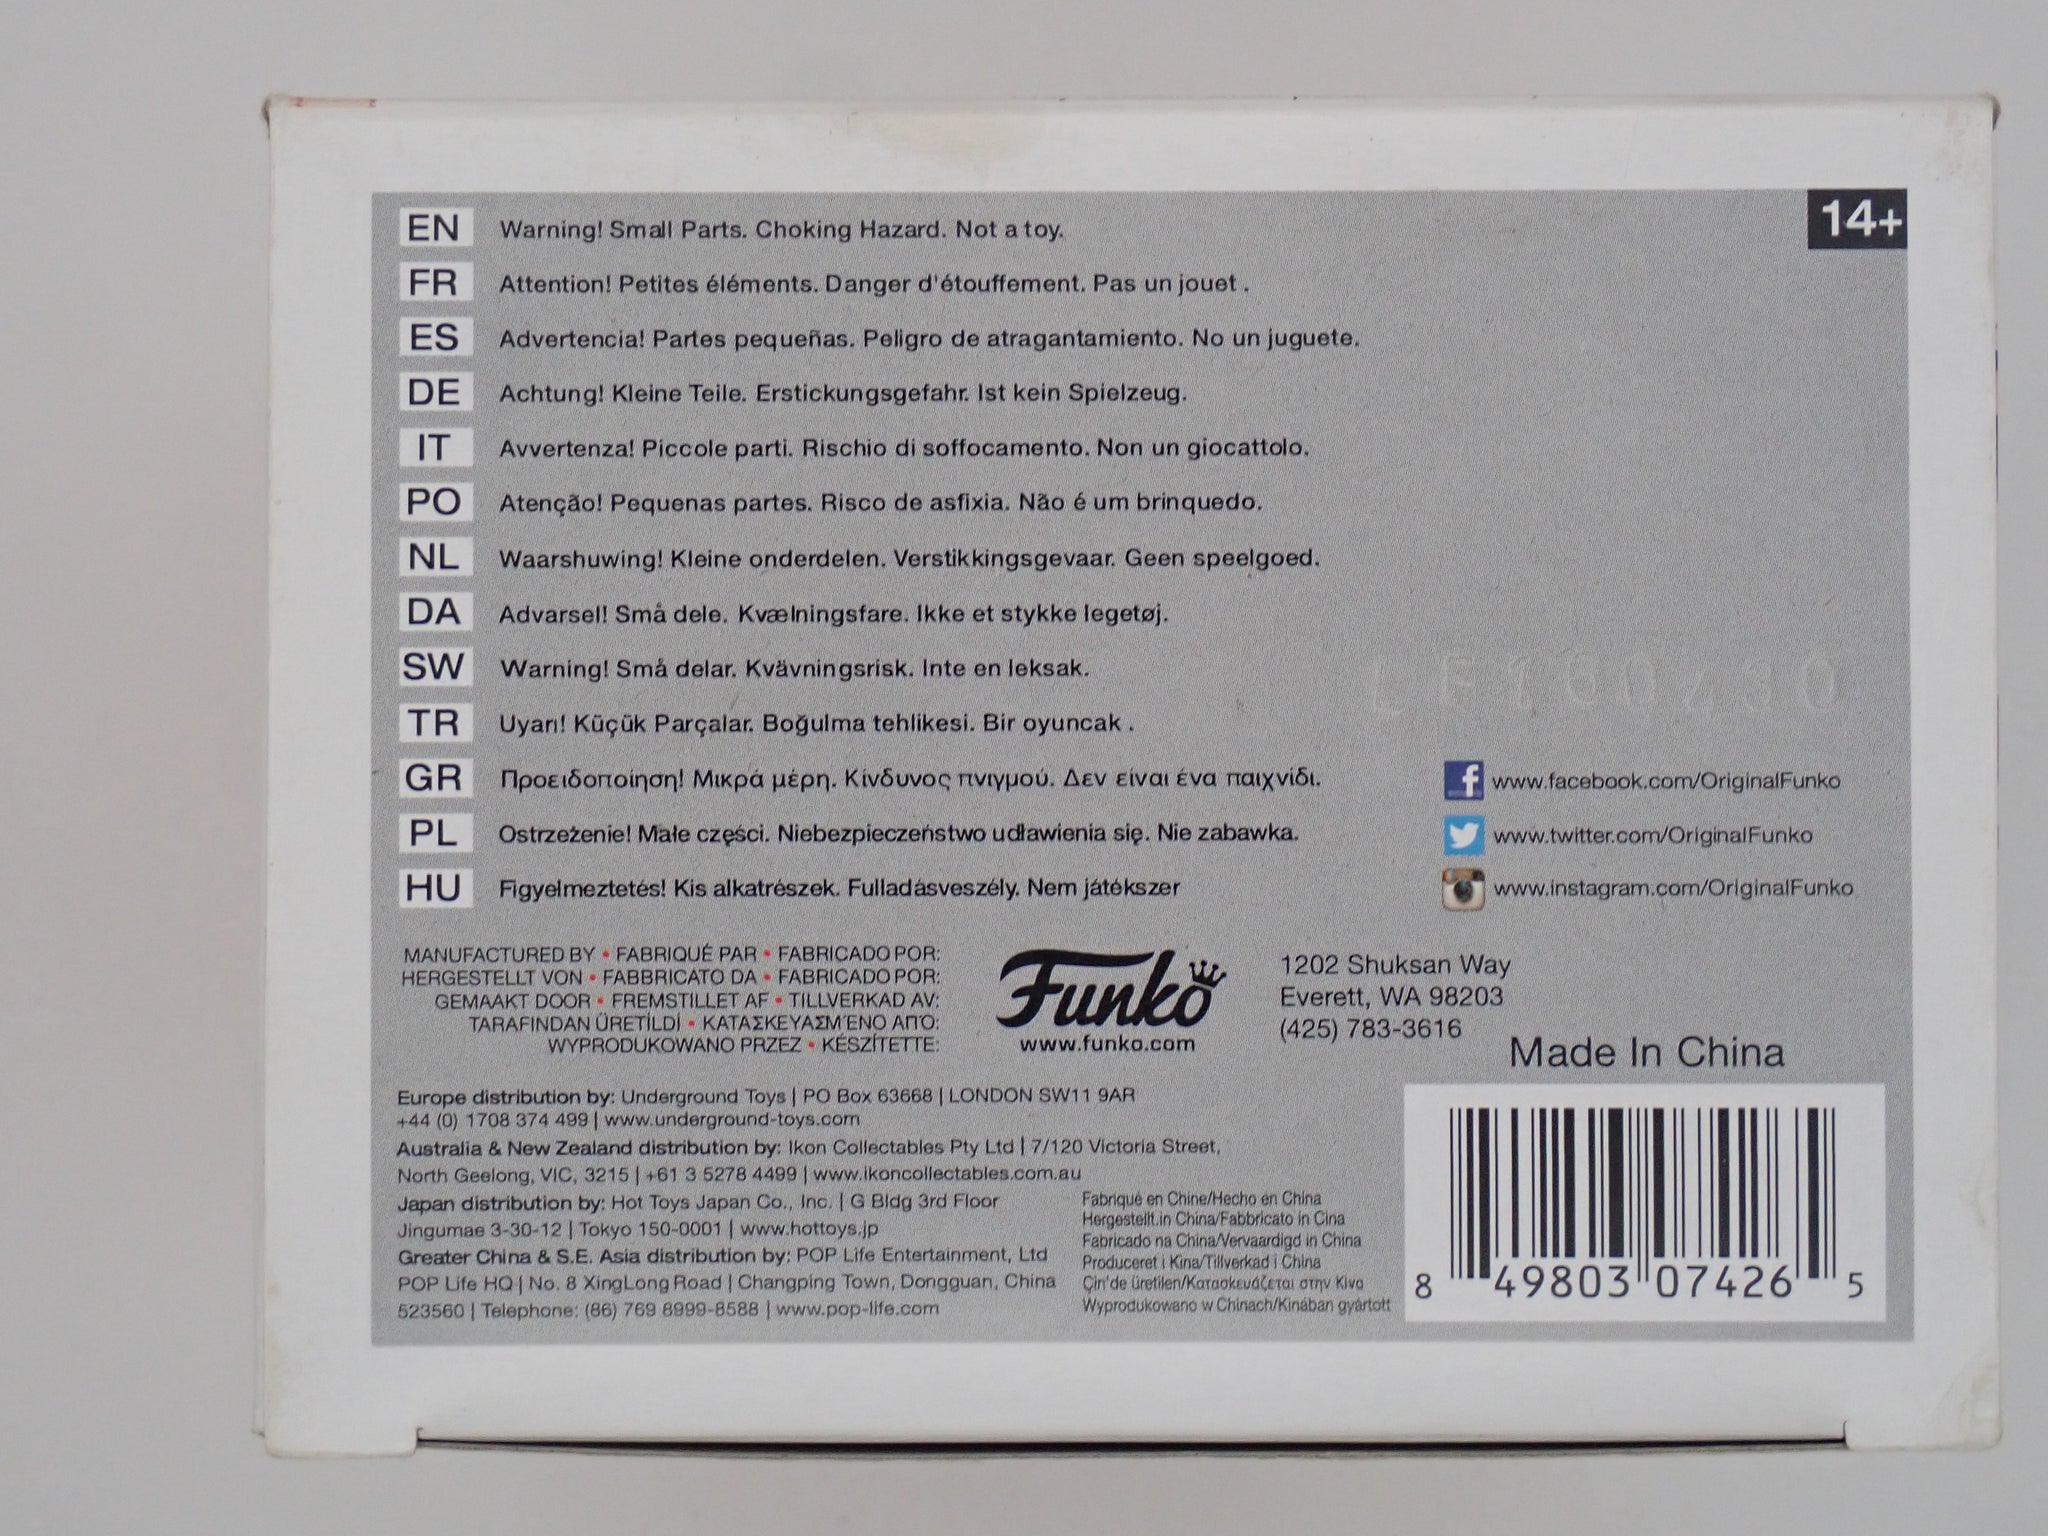 14+
EN Warning! Small Parts. Choking Hazard. Not a toy.
FR Attention! Petites éléments. Danger d'étouffement. Pas un jouet .
ES Advertencia! Partes pequeñas. Peligro de atragantamiento. No un juguete.
DE Achtung! Kleine Teile. Erstickungsgefahr. Ist kein Spielzeug.
IT Avvertenza! Piccole parti. Rischio di soffocamento. Non un giocattolo.
PO Atenção! Pequenas partes. Risco de asfixia. Não é um brinquedo.
NL Waarshuwing! Kleine onderdelen. Verstikkingsgevaar. Geen speelgoed.
DA Advarsel! Små dele. Kvælningsfare. Ikke et stykke legetøj.
SW Warning! Små delar. Kvävningsrisk. Inte en leksak.
TR Uyarı! Küçük Parçalar. Boğulma tehlikesi. Bir oyuncak .
GR Προειδοποίηση! Μικρά μέρη. Κίνδυνος πνιγμού. Δεν είναι ένα παιχνίδι.
PL Ostrzeżenie! Małe części. Niebezpieczeństwo udławienia się. Nie zabawka.
HU Figyelmeztetés! Kis alkatrészek. Fulladásveszély. Nem játékszer
www.facebook.com/OriginalFunko
www.twitter.com/OriginalFunko
www.instagram.com/OriginalFunko
MANUFACTURED BY • FABRIQUÉ PAR • FABRICADO POR:
HERGESTELLT VON • FABBRICATO DA • FABRICADO POR:
GEMAAKT DOOR • FREMSTILLET AF • TILLVERKAD AV:
TARAFINDAN ÜRETİLDİ • ΚΑΤΑΣΚΕΥΑΣΜΈΝΟ ΑΠΌ:
WYPRODUKOWANO PRZEZ • KÉSZÍTETTE:
Funko
www.funko.com
1202 Shuksan Way
Everett, WA 98203
(425) 783-3616
Made In China
Europe distribution by: Underground Toys | PO Box 63668 | LONDON SW11 9AR
+44 (0) 1708 374 499 | www.underground-toys.com
Australia & New Zealand distribution by: Ikon Collectables Pty Ltd | 7/120 Victoria Street,
North Geelong, VIC, 3215 | +61 3 5278 4499 | www.ikoncollectables.com.au
Japan distribution by: Hot Toys Japan Co., Inc. | G Bldg 3rd Floor
Jingumae 3-30-12 | Tokyo 150-0001 | www.hottoys.jp
Greater China & S.E. Asia distribution by: POP Life Entertainment, Ltd
POP Life HQ | No. 8 XingLong Road | Changping Town, Dongguan, China
523560 | Telephone: (86) 769 8999-8588 | www.pop-life.com
Fabriqué en Chine/Hecho en China
Hergestellt.in China/Fabbricato in Cina
Fabricado na China/Vervaardigd in China
Produceret i Kina/Tillverkad i China
Çin'de üretilen/Κατασκευάζεται στην Κίνα
Wyprodukowano w Chinach/Kinában gyártott
8 49803 07426 5